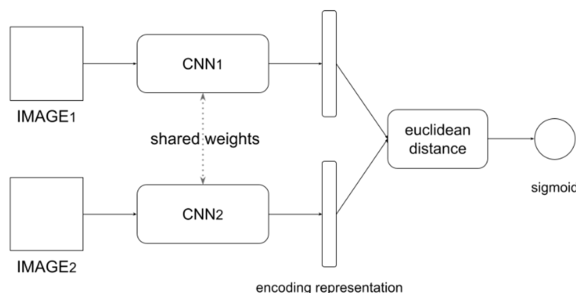 CNN1
IMAGE1
shared weights
euclidean
distance
sigmoid
CNN2
IMAGE2
encoding representation